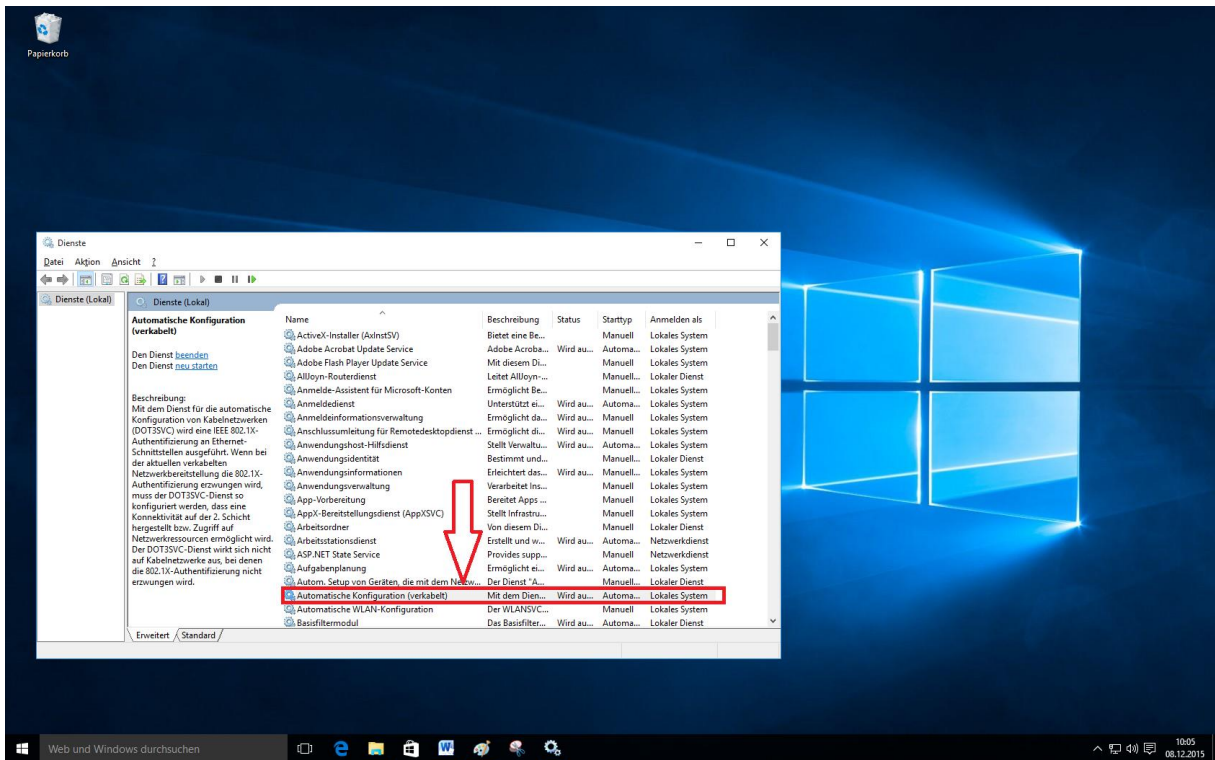 Papierkorb
Dienste
Datei Aktion Ansicht ?
Dienste (Lokal)
Dienste (Lokal)
Automatische Konfiguration
(verkabelt)
Den Dienst beenden
Den Dienst neu starten
Beschreibung:
Mit dem Dienst für die automatische
Konfiguration von Kabelnetzwerken
(DOT3SVC) wird eine IEEE 802.1X-
Authentifizierung an Ethernet-
Schnittstellen ausgeführt. Wenn bei
der aktuellen verkabelten
Netzwerkbereitstellung die 802.1X-
Authentifizierung erzwungen wird,
muss der DOT3SVC-Dienst so
konfiguriert werden, dass eine
Konnektivität auf der 2. Schicht
hergestellt bzw. Zugriff auf
Netzwerkressourcen ermöglicht wird.
Der DOT3SVC-Dienst wirkt sich nicht
auf Kabelnetzwerke aus, bei denen
die 802.1X-Authentifizierung nicht
erzwungen wird.
Name Beschreibung Status Starttyp Anmelden als
ActiveX-Installer (AxInstSV) Bietet eine Be... Manuell Lokales System
Adobe Acrobat Update Service Adobe Acroba... Wird au... Automa... Lokales System
Adobe Flash Player Update Service Mit diesem Di... Manuell Lokales System
AllJoyn-Routerdienst Leitet AllJoyn-... Manuell... Lokaler Dienst
Anmelde-Assistent für Microsoft-Konten Ermöglicht Be... Manuell... Lokales System
Anmeldedienst Unterstützt ei... Wird au... Automa... Lokales System
Anmeldeinformationsverwaltung Ermöglicht da... Wird au... Manuell Lokales System
Anschlussumleitung für Remotedesktopdienst ... Ermöglicht di... Wird au... Manuell Lokales System
Anwendungshost-Hilfsdienst Stellt Verwaltu... Wird au... Automa... Lokales System
Anwendungsidentität Bestimmt und... Manuell... Lokaler Dienst
Anwendungsinformationen Erleichtert das... Wird au... Manuell... Lokales System
Anwendungsverwaltung Verarbeitet Ins... Manuell Lokales System
App-Vorbereitung Bereitet Apps ... Manuell Lokales System
AppX-Bereitstellungsdienst (AppXSVC) Stellt Infrastru... Manuell Lokales System
Arbeitsordner Von diesem Di... Manuell Lokaler Dienst
Arbeitsstationsdienst Erstellt und w... Wird au... Automa... Netzwerkdienst
ASP.NET State Service Provides supp... Manuell Netzwerkdienst
Aufgabenplanung Ermöglicht ei... Wird au... Automa... Lokales System
Autom. Setup von Geräten, die mit dem Netzw... Der Dienst "A... Manuell... Lokaler Dienst
Automatische Konfiguration (verkabelt) Mit dem Dien... Wird au... Automa... Lokales System
Automatische WLAN-Konfiguration Der WLANSVC... Manuell Lokales System
Basisfiltermodul Das Basisfilter... Wird au... Automa... Lokaler Dienst
Erweitert Standard
Web und Windows durchsuchen
10:05
08.12.2015